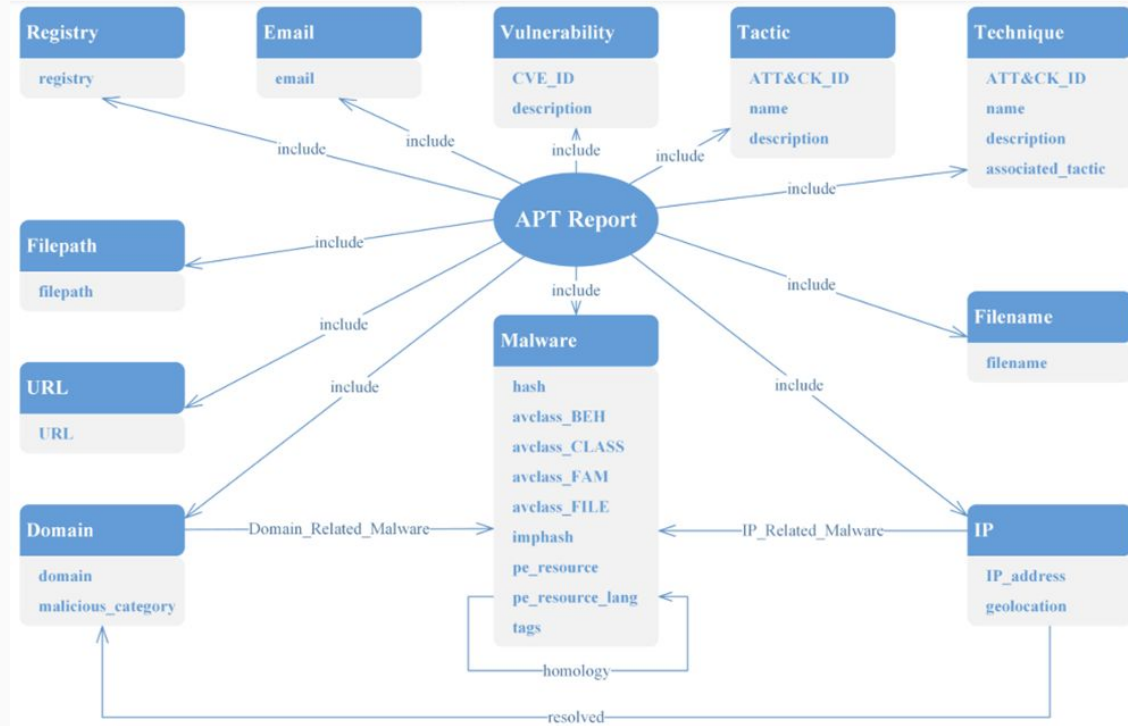 Registry
registry
Email
email
Vulnerability
CVE_ID
description
Tactic
ATT&CK_ID
name
description
Technique
ATT&CK_ID
name
description
associated_tactic
include
include
include
include
include
APT Report
Filepath
filepath
include
include
include
include
include
include
Filename
filename
URL
URL
Malware
hash
avclass_BEH
avclass_CLASS
avclass_FAM
avclass_FILE
imphash
pe_resource
pe_resource_lang
tags
Domain
domain
malicious_category
Domain_Related_Malware
IP_Related_Malware
IP
IP_address
geolocation
homology
resolved